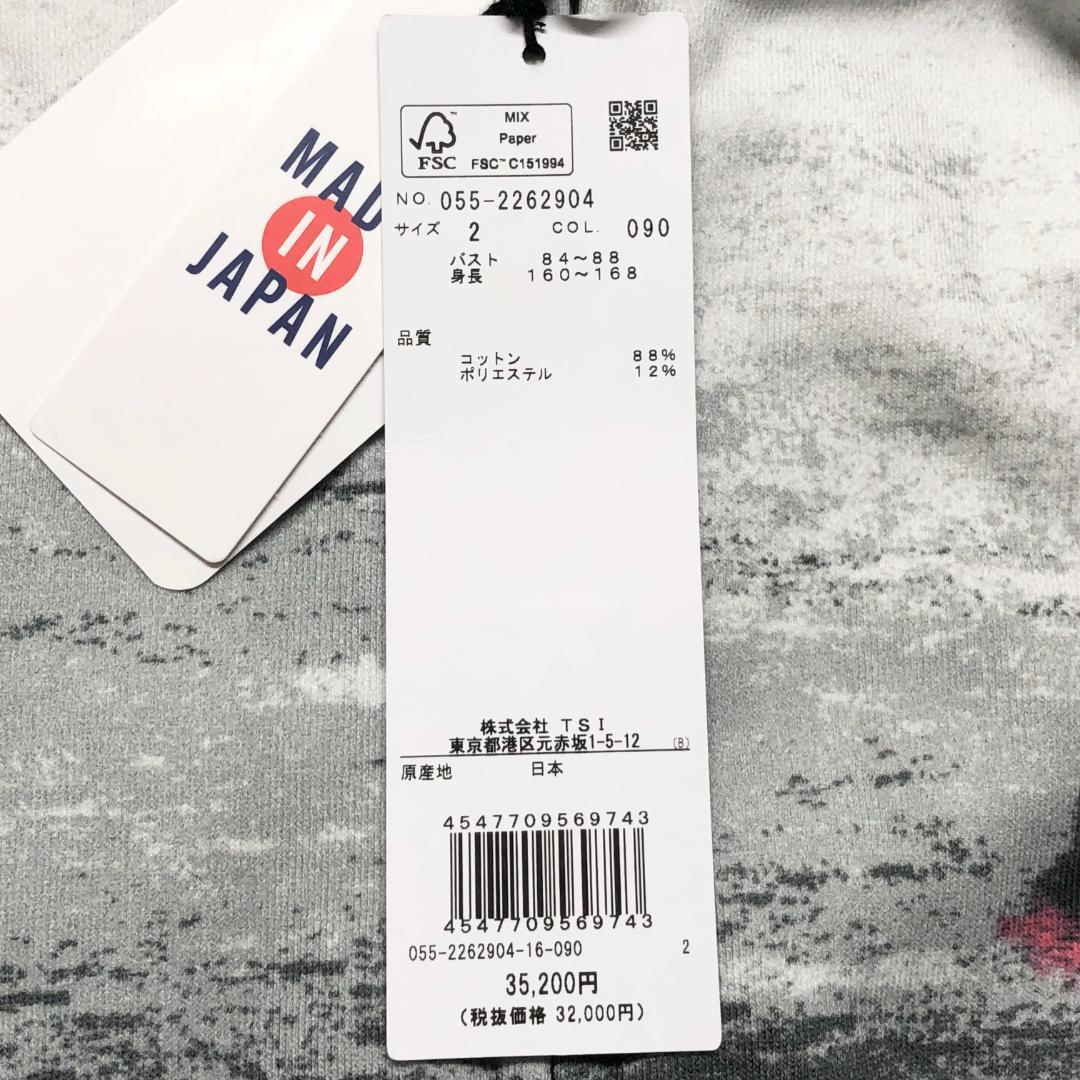 MAD
IN
JAPAN
FSC™
MIX
Paper
FSC™ C151994
NO. 055-2262904
サイズ 2 COL. 090
バスト 84～88
身長 160～168
品質
コットン 88%
ポリエステル 12%
株式会社 TSI
東京都港区元赤坂1-5-12 (B)
原産地 日本
4547709569743
4547709569743
055-2262904-16-090 2
35,200円
(税抜価格 32,000円)